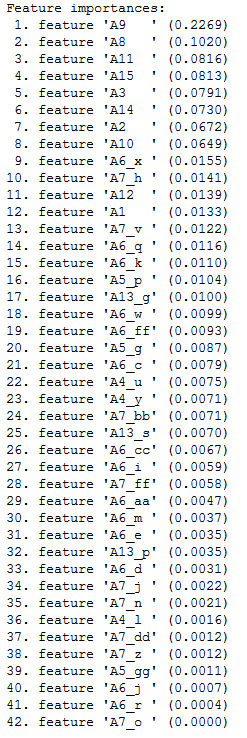 Feature importances:
 1. feature 'A9   ' (0.2269)
 2. feature 'A8   ' (0.1020)
 3. feature 'A11  ' (0.0816)
 4. feature 'A15  ' (0.0813)
 5. feature 'A3   ' (0.0791)
 6. feature 'A14  ' (0.0730)
 7. feature 'A2   ' (0.0672)
 8. feature 'A10  ' (0.0649)
 9. feature 'A6_x ' (0.0155)
10. feature 'A7_h ' (0.0141)
11. feature 'A12  ' (0.0139)
12. feature 'A1   ' (0.0133)
13. feature 'A7_v ' (0.0122)
14. feature 'A6_q ' (0.0116)
15. feature 'A6_k ' (0.0110)
16. feature 'A5_p ' (0.0104)
17. feature 'A13_g' (0.0100)
18. feature 'A6_w ' (0.0099)
19. feature 'A6_ff' (0.0093)
20. feature 'A5_g ' (0.0087)
21. feature 'A6_c ' (0.0079)
22. feature 'A4_u ' (0.0075)
23. feature 'A4_y ' (0.0071)
24. feature 'A7_bb' (0.0071)
25. feature 'A13_s' (0.0070)
26. feature 'A6_cc' (0.0067)
27. feature 'A6_i ' (0.0059)
28. feature 'A7_ff' (0.0058)
29. feature 'A6_aa' (0.0047)
30. feature 'A6_m ' (0.0037)
31. feature 'A6_e ' (0.0035)
32. feature 'A13_p' (0.0035)
33. feature 'A6_d ' (0.0031)
34. feature 'A7_j ' (0.0022)
35. feature 'A7_n ' (0.0021)
36. feature 'A4_l ' (0.0016)
37. feature 'A7_dd' (0.0012)
38. feature 'A7_z ' (0.0012)
39. feature 'A5_gg' (0.0011)
40. feature 'A6_j ' (0.0007)
41. feature 'A6_r ' (0.0004)
42. feature 'A7_o ' (0.0000)